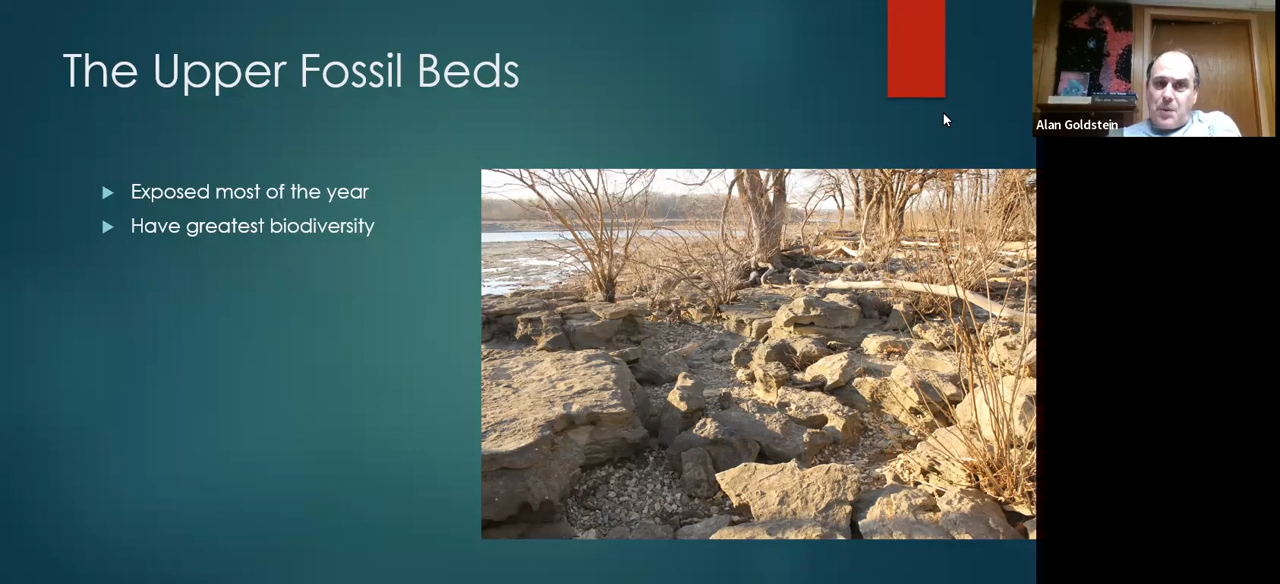 The Upper Fossil Beds
Alan Goldstein
Exposed most of the year
Have greatest biodiversity